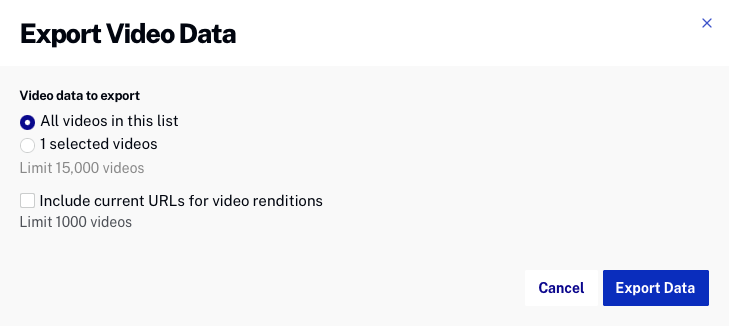 Export Video Data
Video data to export
All videos in this list
1 selected videos
Limit 15,000 videos
Include current URLs for video renditions
Limit 1000 videos
Cancel
Export Data